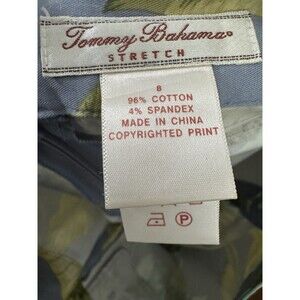 Tommy Bahama®
STRETCH
8
96% COTTON
4% SPANDEX
MADE IN CHINA
COPYRIGHTED PRINT
P